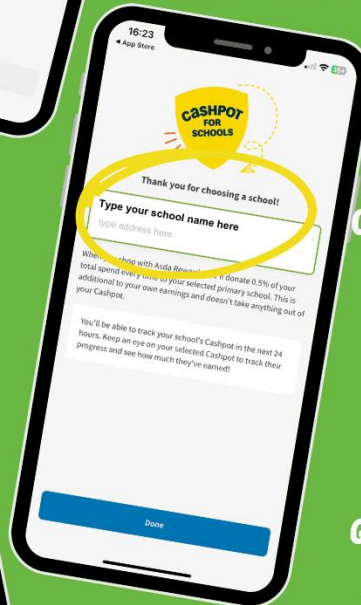 16:23
App Store
CASHPOT
FOR
SCHOOLS
Thank you for choosing a school!
Type your school name here
type address here
When you shop with Asda Rewards donate 0.5% of your
total spend every time to your selected primary school. This is
additional to your own earnings and doesn't take anything out of
your Cashpot.
You'll be able to track your school's Cashpot in the next 24
hours. Keep an eye on your selected Cashpot to track their
progress and see how much they've earned!
Done